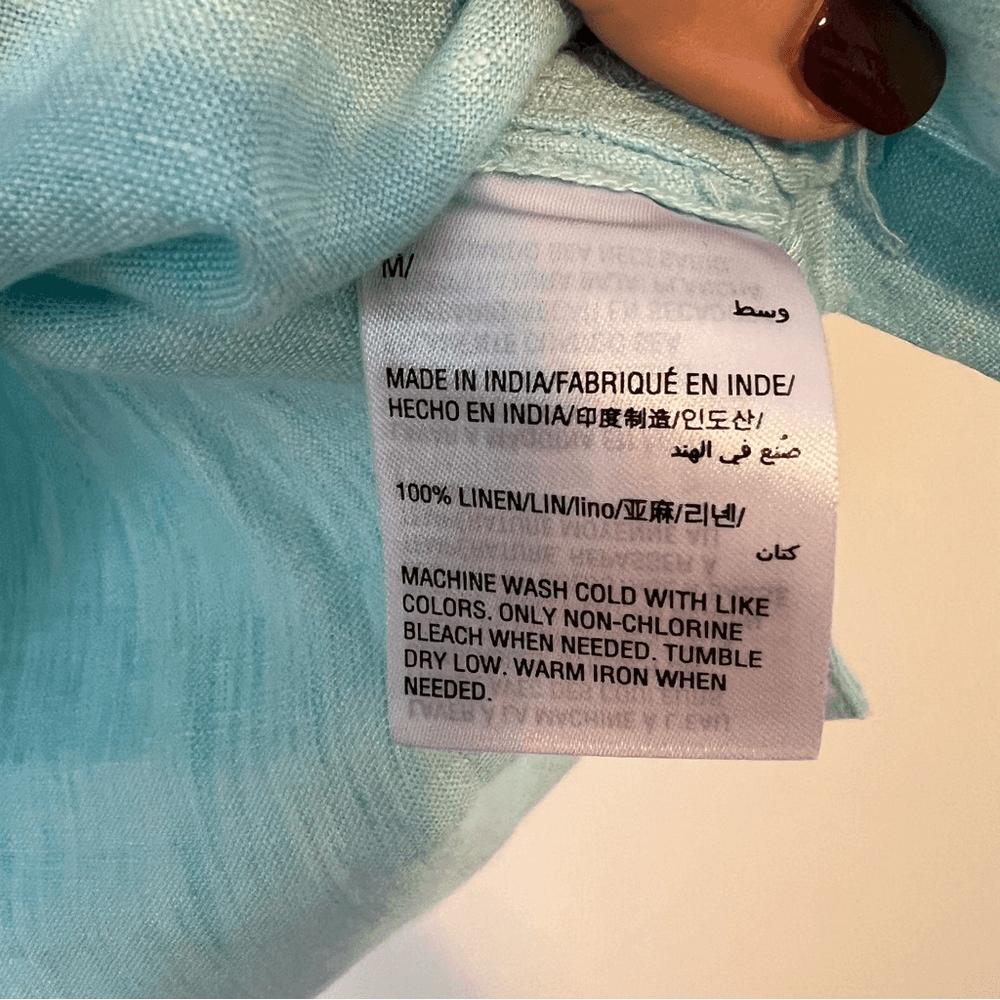 M/
وسط
MADE IN INDIA/FABRIQUÉ EN INDE/
HECHO EN INDIA/印度制造/인도산/
صُنع في الهند
100% LINEN/LIN/lino/亚麻/리넨/
كتان
MACHINE WASH COLD WITH LIKE
COLORS. ONLY NON-CHLORINE
BLEACH WHEN NEEDED. TUMBLE
DRY LOW. WARM IRON WHEN
NEEDED.